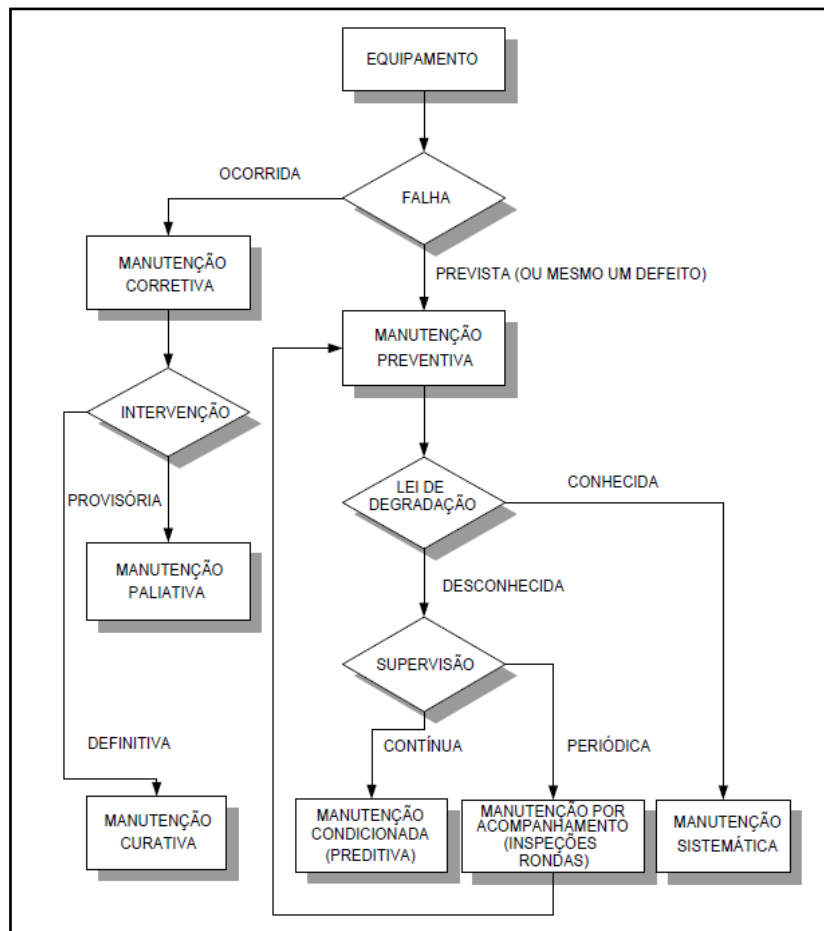 EQUIPAMENTO
OCORRIDA
FALHA
MANUTENÇÃO
CORRETIVA
PREVISTA (OU MESMO UM DEFEITO)
MANUTENÇÃO
PREVENTIVA
INTERVENÇÃO
LEI DE
DEGRADAÇÃO
CONHECIDA
PROVISÓRIA
MANUTENÇÃO
PALIATIVA
DESCONHECIDA
SUPERVISÃO
DEFINITIVA
CONTÍNUA
PERIÓDICA
MANUTENÇÃO
CURATIVA
MANUTENÇÃO
CONDICIONADA
(PREDITIVA)
MANUTENÇÃO POR
ACOMPANHAMENTO
(INSPEÇÕES
RONDAS)
MANUTENÇÃO
SISTEMÁTICA